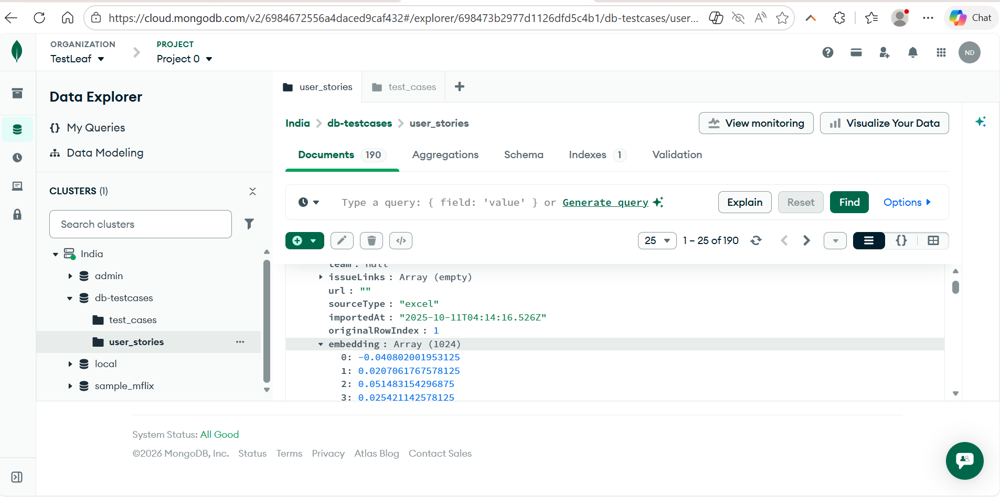 https://cloud.mongodb.com/v2/6984672556a4daced9caf432#/explorer/698473b2977d1126dfd5c4b1/db-testcases/user...
Chat
ORGANIZATION
TestLeaf
PROJECT
Project 0
ND
Data Explorer
My Queries
Data Modeling
CLUSTERS (1)
Search clusters
India
admin
db-testcases
test_cases
user_stories
local
sample_mflix
user_stories
test_cases
India > db-testcases > user_stories
View monitoring
Visualize Your Data
Documents 190
Aggregations
Schema
Indexes 1
Validation
Type a query: { field: 'value' } or Generate query
Explain
Reset
Find
Options
25
1 – 25 of 190
team : null
issueLinks : Array (empty)
url : ""
sourceType : "excel"
importedAt : "2025-10-11T04:14:16.526Z"
originalRowIndex : 1
embedding : Array (1024)
0: -0.040802001953125
1: 0.0207061767578125
2: 0.051483154296875
3: 0.025421142578125
System Status: All Good
©2026 MongoDB, Inc. Status Terms Privacy Atlas Blog Contact Sales